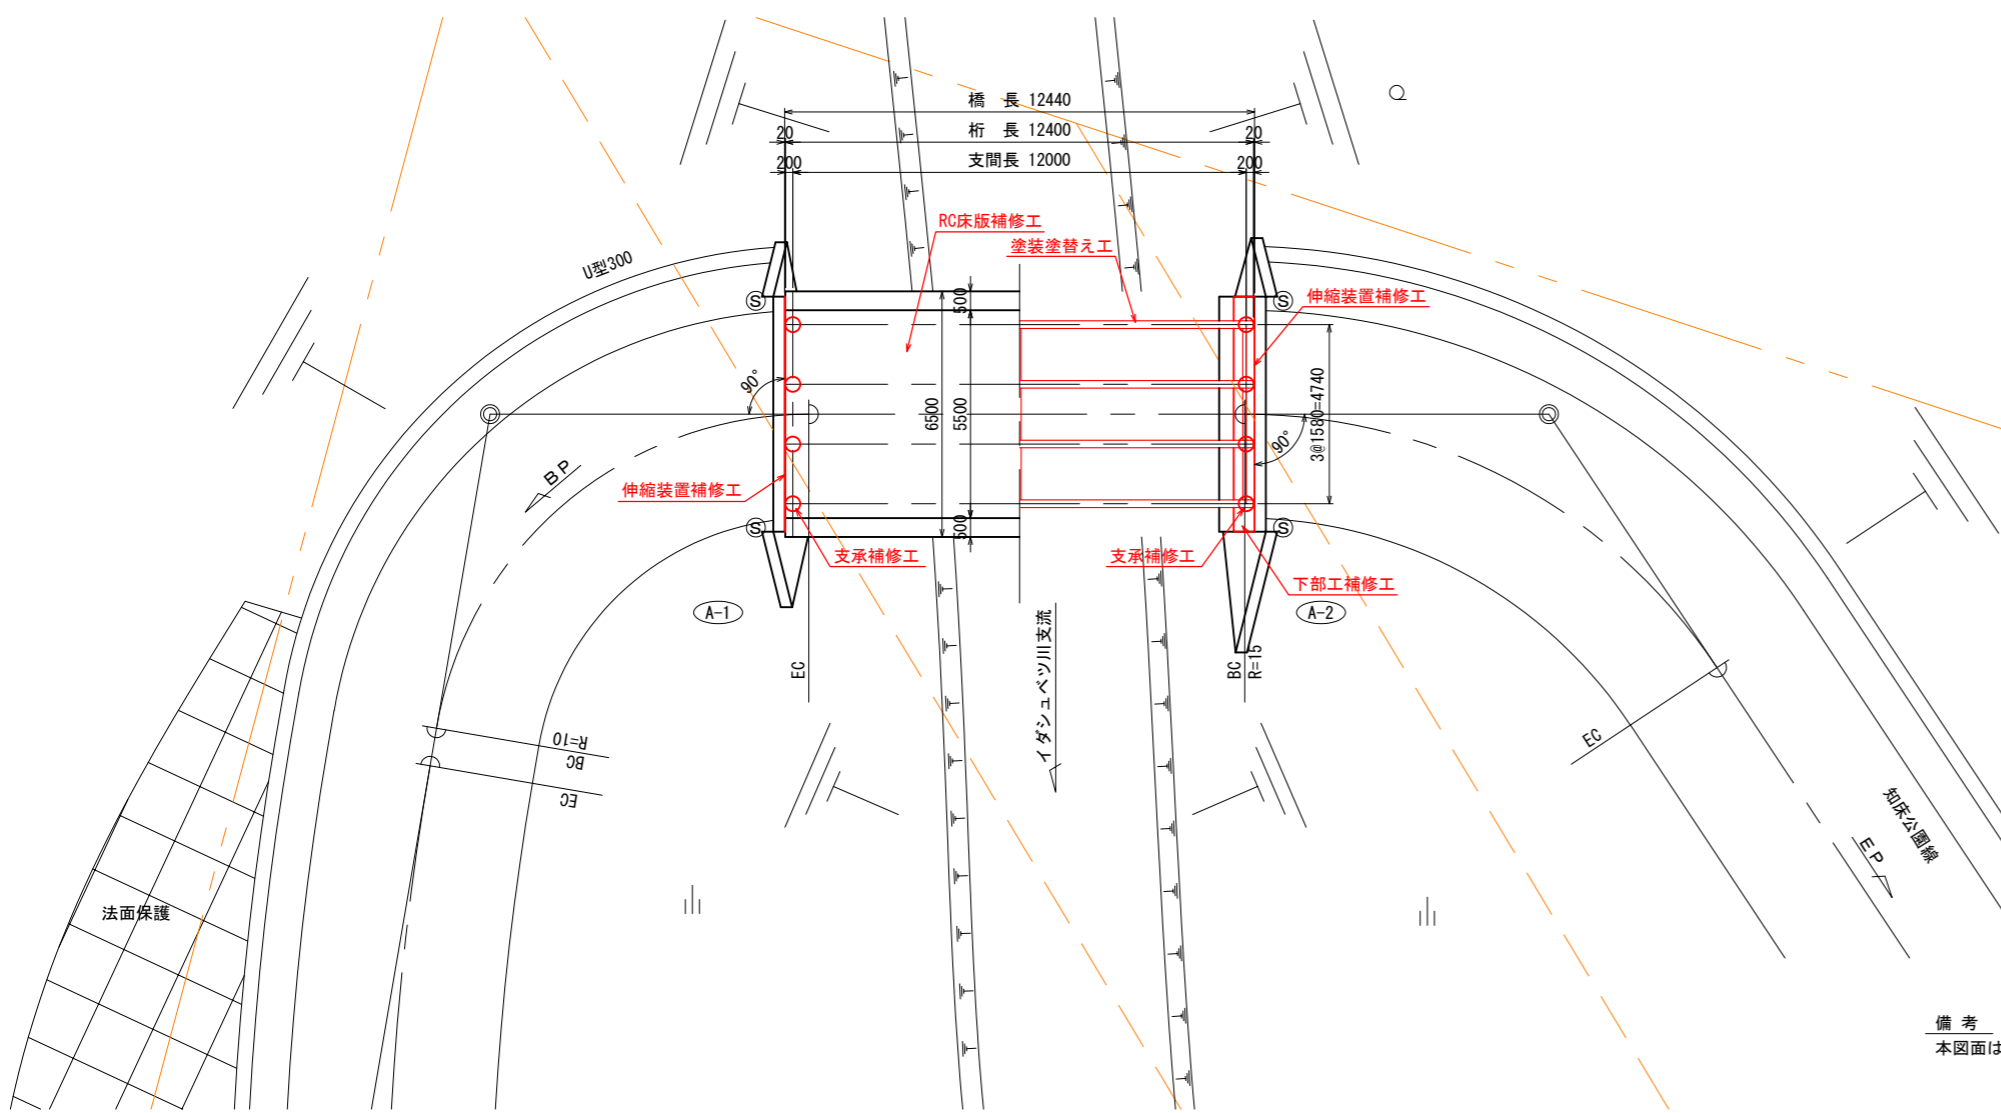 橋 長 12440
20 桁 長 12400 20
200 支間長 12000 200
RC床版補修工
塗装塗替え工
U型300
伸縮装置補修工
S
S
500
6500
5500
500
90°
90°
3@1580=4740
BP
伸縮装置補修工
S
S
支承補修工
支承補修工
下部工補修工
A-1
A-2
EC
イダシュベツ川支流
BC
R=15
R=10
BC
EC
EC
知床公園線
EP
法面保護
備 考
本図面は